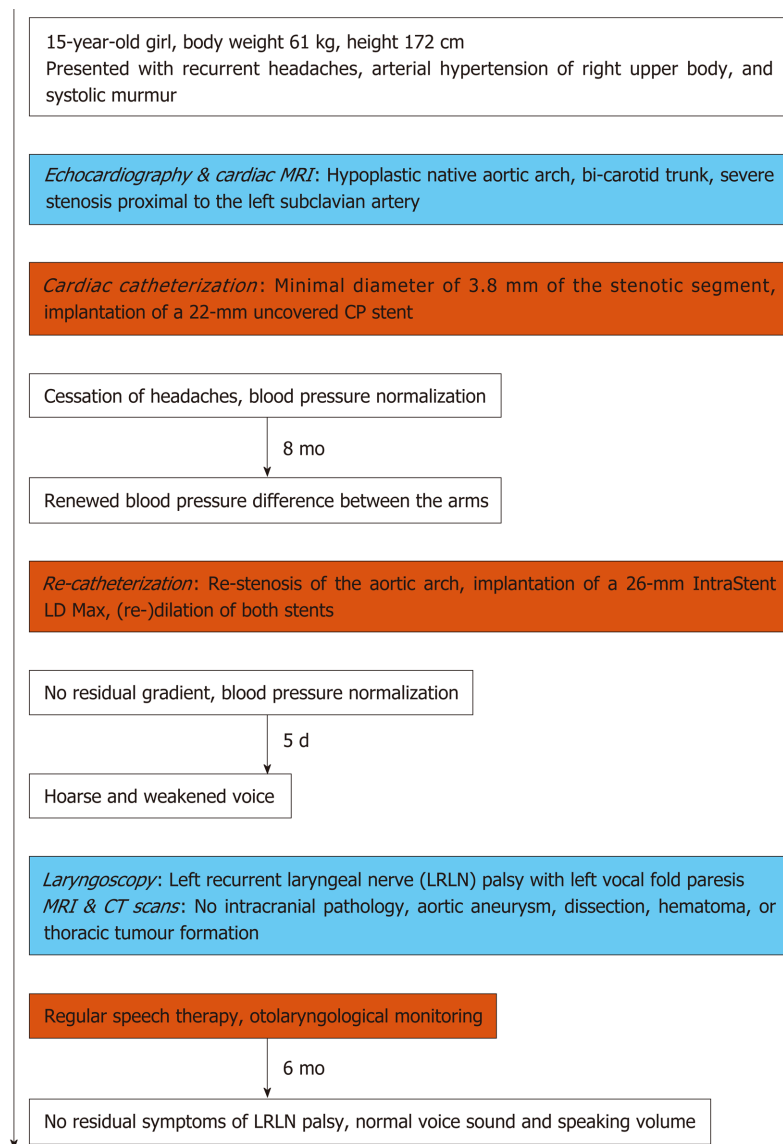 15-year-old girl, body weight 61 kg, height 172 cm
Presented with recurrent headaches, arterial hypertension of right upper body, and
systolic murmur
Echocardiography & cardiac MRI: Hypoplastic native aortic arch, bi-carotid trunk, severe
stenosis proximal to the left subclavian artery
Cardiac catheterization: Minimal diameter of 3.8 mm of the stenotic segment,
implantation of a 22-mm uncovered CP stent
Cessation of headaches, blood pressure normalization
8 mo
Renewed blood pressure difference between the arms
Re-catheterization: Re-stenosis of the aortic arch, implantation of a 26-mm IntraStent
LD Max, (re-)dilation of both stents
No residual gradient, blood pressure normalization
5 d
Hoarse and weakened voice
Laryngoscopy: Left recurrent laryngeal nerve (LRLN) palsy with left vocal fold paresis
MRI & CT scans: No intracranial pathology, aortic aneurysm, dissection, hematoma, or
thoracic tumour formation
Regular speech therapy, otolaryngological monitoring
6 mo
No residual symptoms of LRLN palsy, normal voice sound and speaking volume